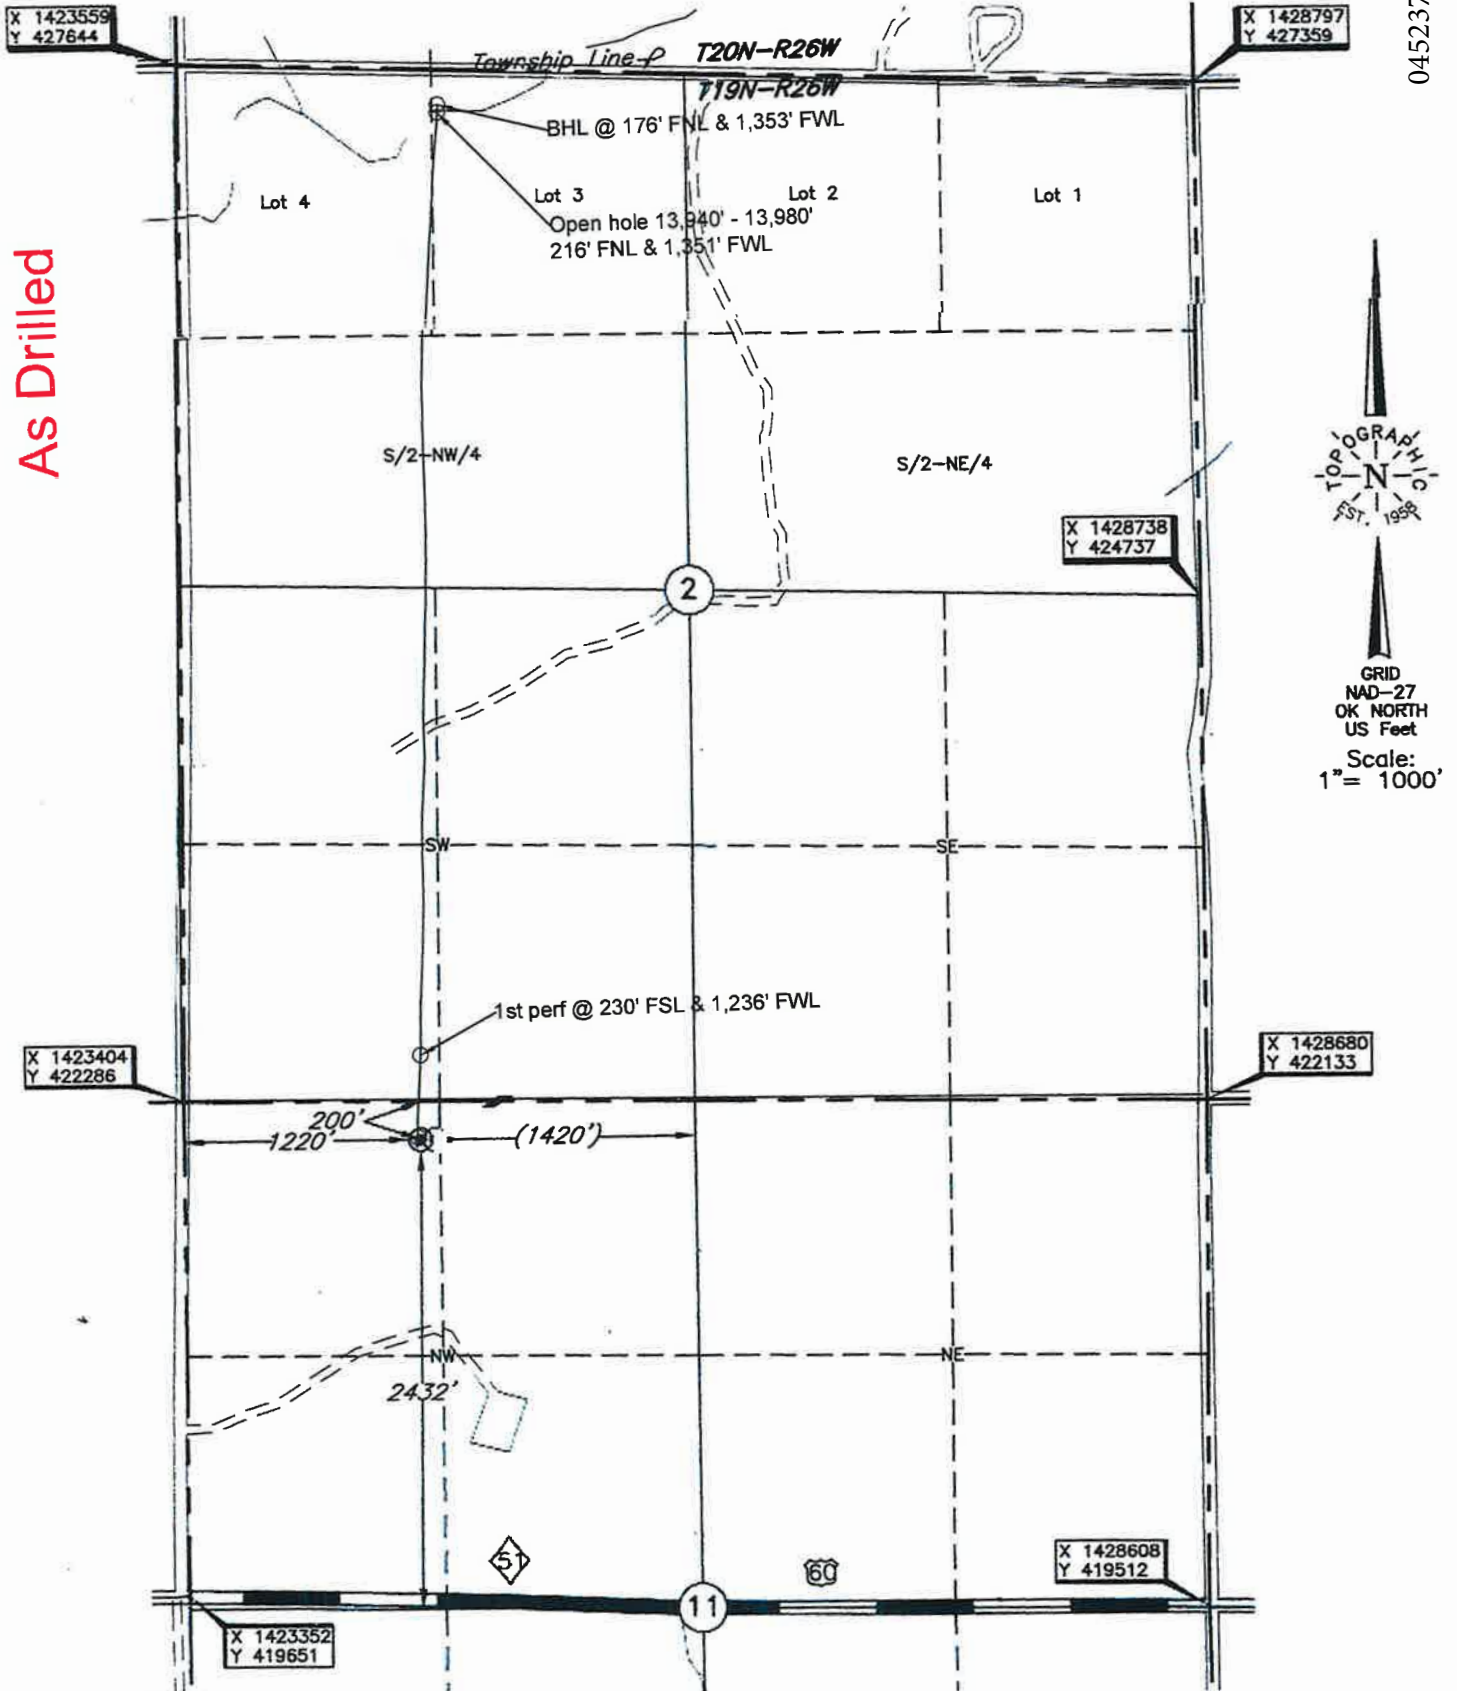 X 1423559
Y 427644
X 1428797
Y 427359
045237
Township Line
T20N-R26W
T19N-R26W
BHL @ 176' FNL & 1,353' FWL
Lot 4
Lot 3
Lot 2
Lot 1
Open hole 13,940' - 13,980'
216' FNL & 1,351' FWL
As Drilled
S/2-NW/4
S/2-NE/4
TOPOGRAPHIC
N
EST. 1958
X 1428738
Y 424737
2
GRID
NAD-27
OK NORTH
US Feet
Scale:
1"= 1000'
SW
SE
1st perf @ 230' FSL & 1,236' FWL
X 1423404
Y 422286
X 1428680
Y 422133
200'
1220'
(1420')
NW
NE
2432'
51
60
X 1428608
Y 419512
11
X 1423352
Y 419651